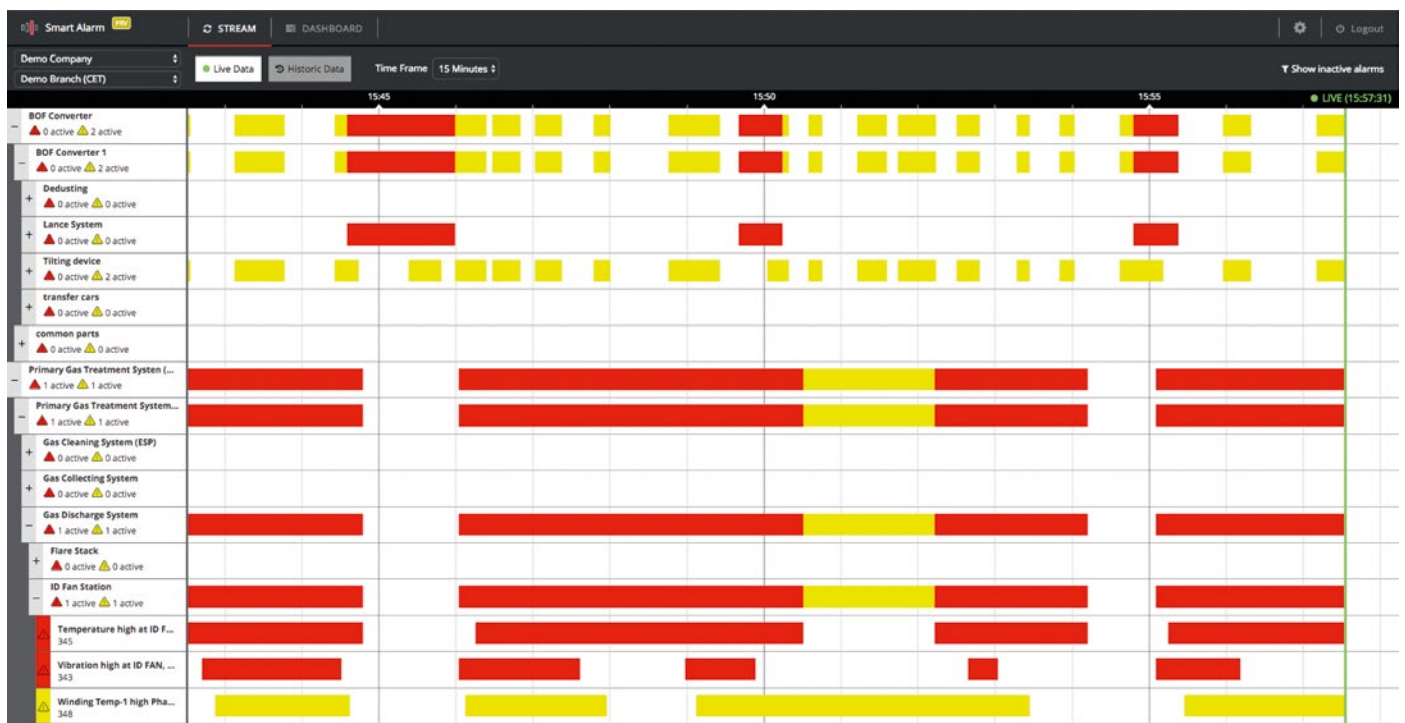 Smart Alarm PRV STREAM DASHBOARD Logout
Demo Company
Demo Branch (CET)
Live Data Historic Data Time Frame 15 Minutes Show inactive alarms
15:45 15:50 15:55 LIVE (15:57:31)
BOF Converter
0 active 2 active
BOF Converter 1
0 active 2 active
Dedusting
0 active 0 active
Lance System
0 active 0 active
Tilting device
0 active 2 active
transfer cars
0 active 0 active
common parts
0 active 0 active
Primary Gas Treatment Systen (...
1 active 1 active
Primary Gas Treatment System...
1 active 1 active
Gas Cleaning System (ESP)
0 active 0 active
Gas Collecting System
0 active 0 active
Gas Discharge System
1 active 1 active
Flare Stack
0 active 0 active
ID Fan Station
1 active 1 active
Temperature high at ID F...
345
Vibration high at ID FAN, ...
343
Winding Temp-1 high Pha...
348